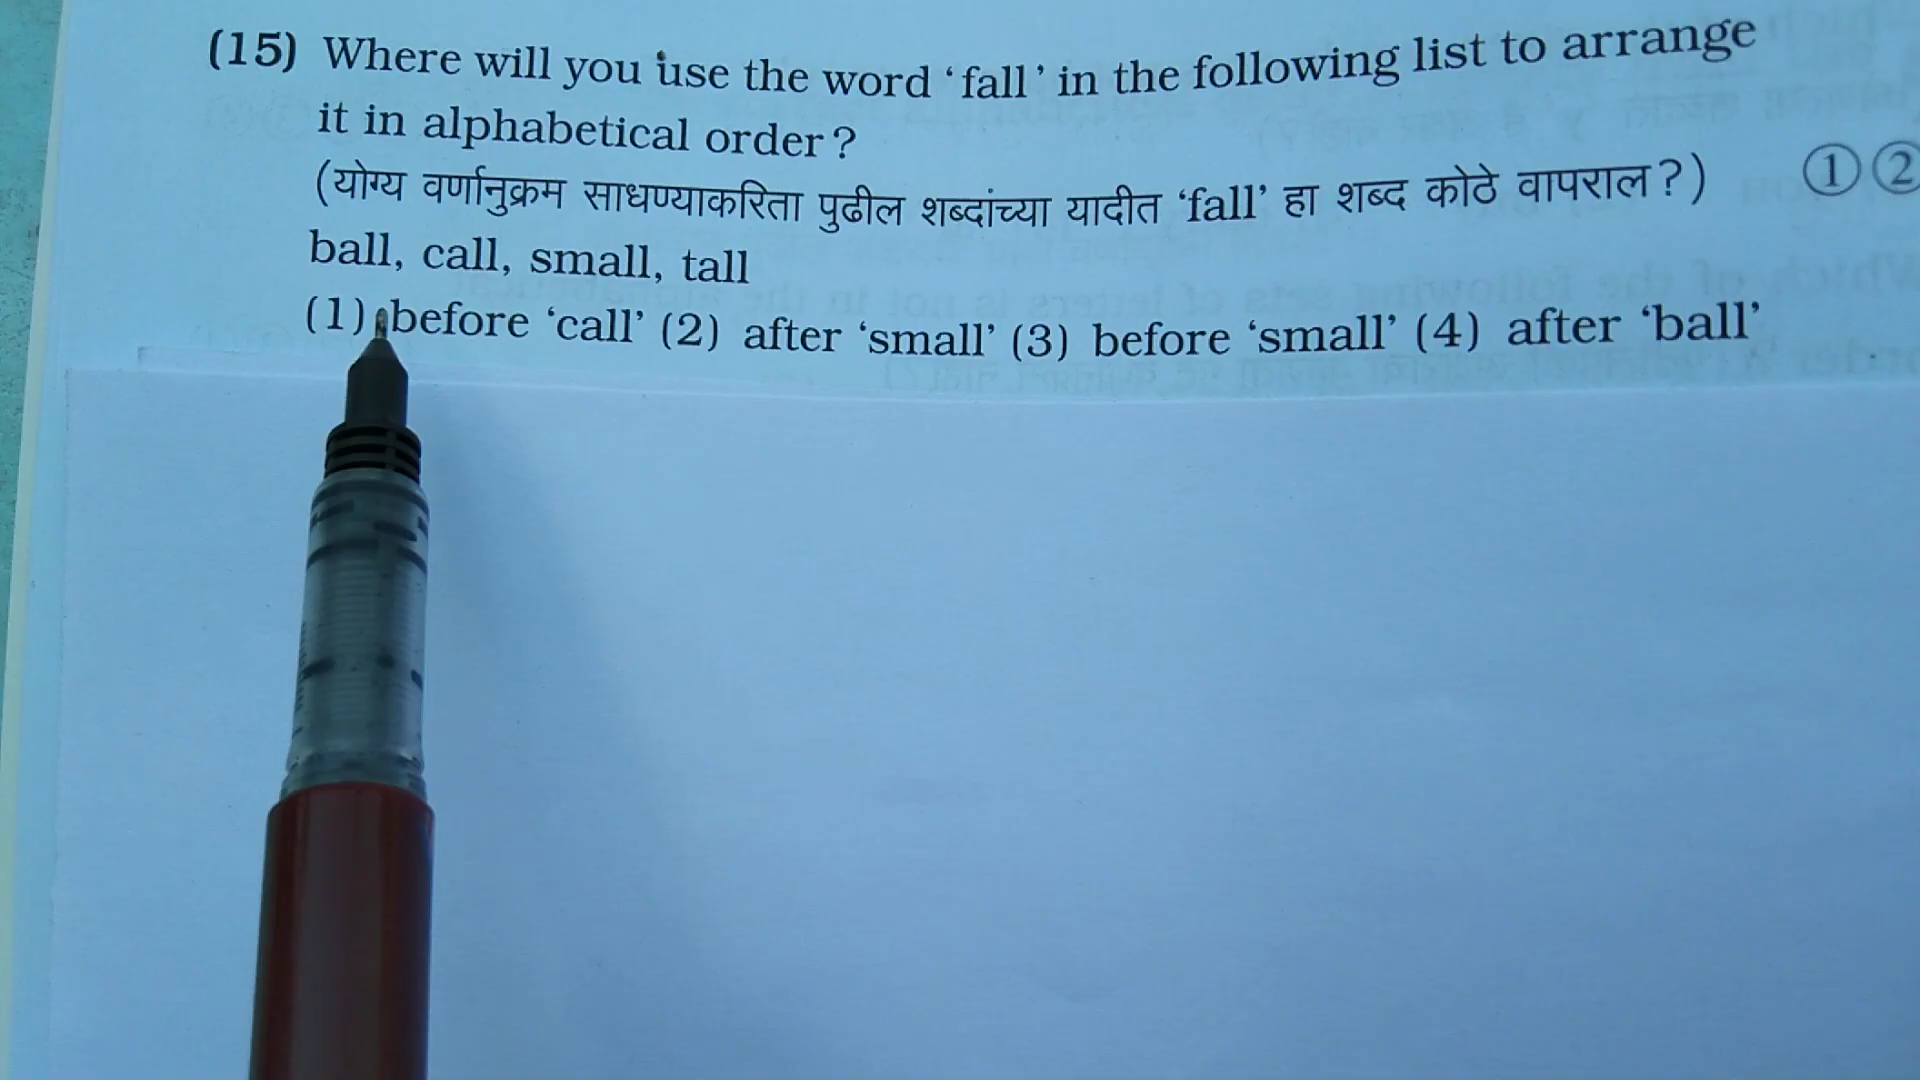 (15) Where will you use the word ‘fall’ in the following list to arrange
it in alphabetical order?
(योग्य वर्णानुक्रम साधण्याकरिता पुढील शब्दांच्या यादीत ‘fall’ हा शब्द कोठे वापराल?) ① ②
ball, call, small, tall
(1) before ‘call’ (2) after ‘small’ (3) before ‘small’ (4) after ‘ball’